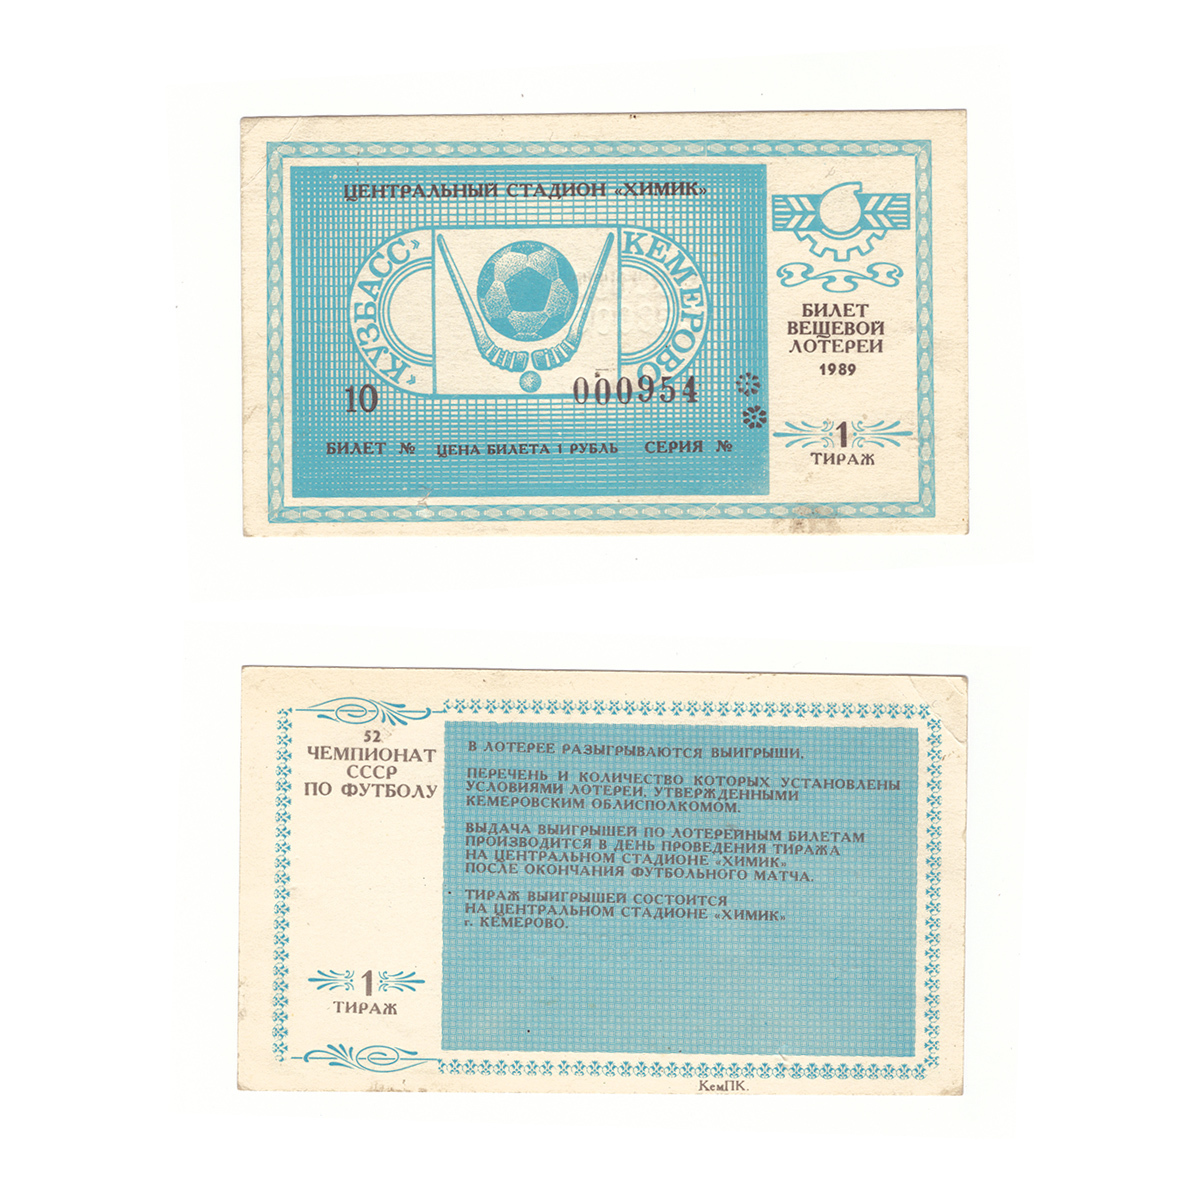 ЦЕНТРАЛЬНЫЙ СТАДИОН «ХИМИК»
«КУЗБАСС»
КЕМЕРОВО
10
000954
БИЛЕТ № ЦЕНА БИЛЕТА 1 РУБЛЬ СЕРИЯ №
БИЛЕТ
ВЕЩЕВОЙ
ЛОТЕРЕИ
1989
1
ТИРАЖ
52
ЧЕМПИОНАТ
СССР
ПО ФУТБОЛУ
1
ТИРАЖ
В ЛОТЕРЕЕ РАЗЫГРЫВАЮТСЯ ВЫИГРЫШИ.
ПЕРЕЧЕНЬ И КОЛИЧЕСТВО КОТОРЫХ УСТАНОВЛЕНЫ
УСЛОВИЯМИ ЛОТЕРЕИ, УТВЕРЖДЕННЫМИ
КЕМЕРОВСКИМ ОБЛИСПОЛКОМОМ.
ВЫДАЧА ВЫИГРЫШЕЙ ПО ЛОТЕРЕЙНЫМ БИЛЕТАМ
ПРОИЗВОДИТСЯ В ДЕНЬ ПРОВЕДЕНИЯ ТИРАЖА
НА ЦЕНТРАЛЬНОМ СТАДИОНЕ «ХИМИК»
ПОСЛЕ ОКОНЧАНИЯ ФУТБОЛЬНОГО МАТЧА.
ТИРАЖ ВЫИГРЫШЕЙ СОСТОИТСЯ
НА ЦЕНТРАЛЬНОМ СТАДИОНЕ «ХИМИК»
г. КЕМЕРОВО.
КемПК.